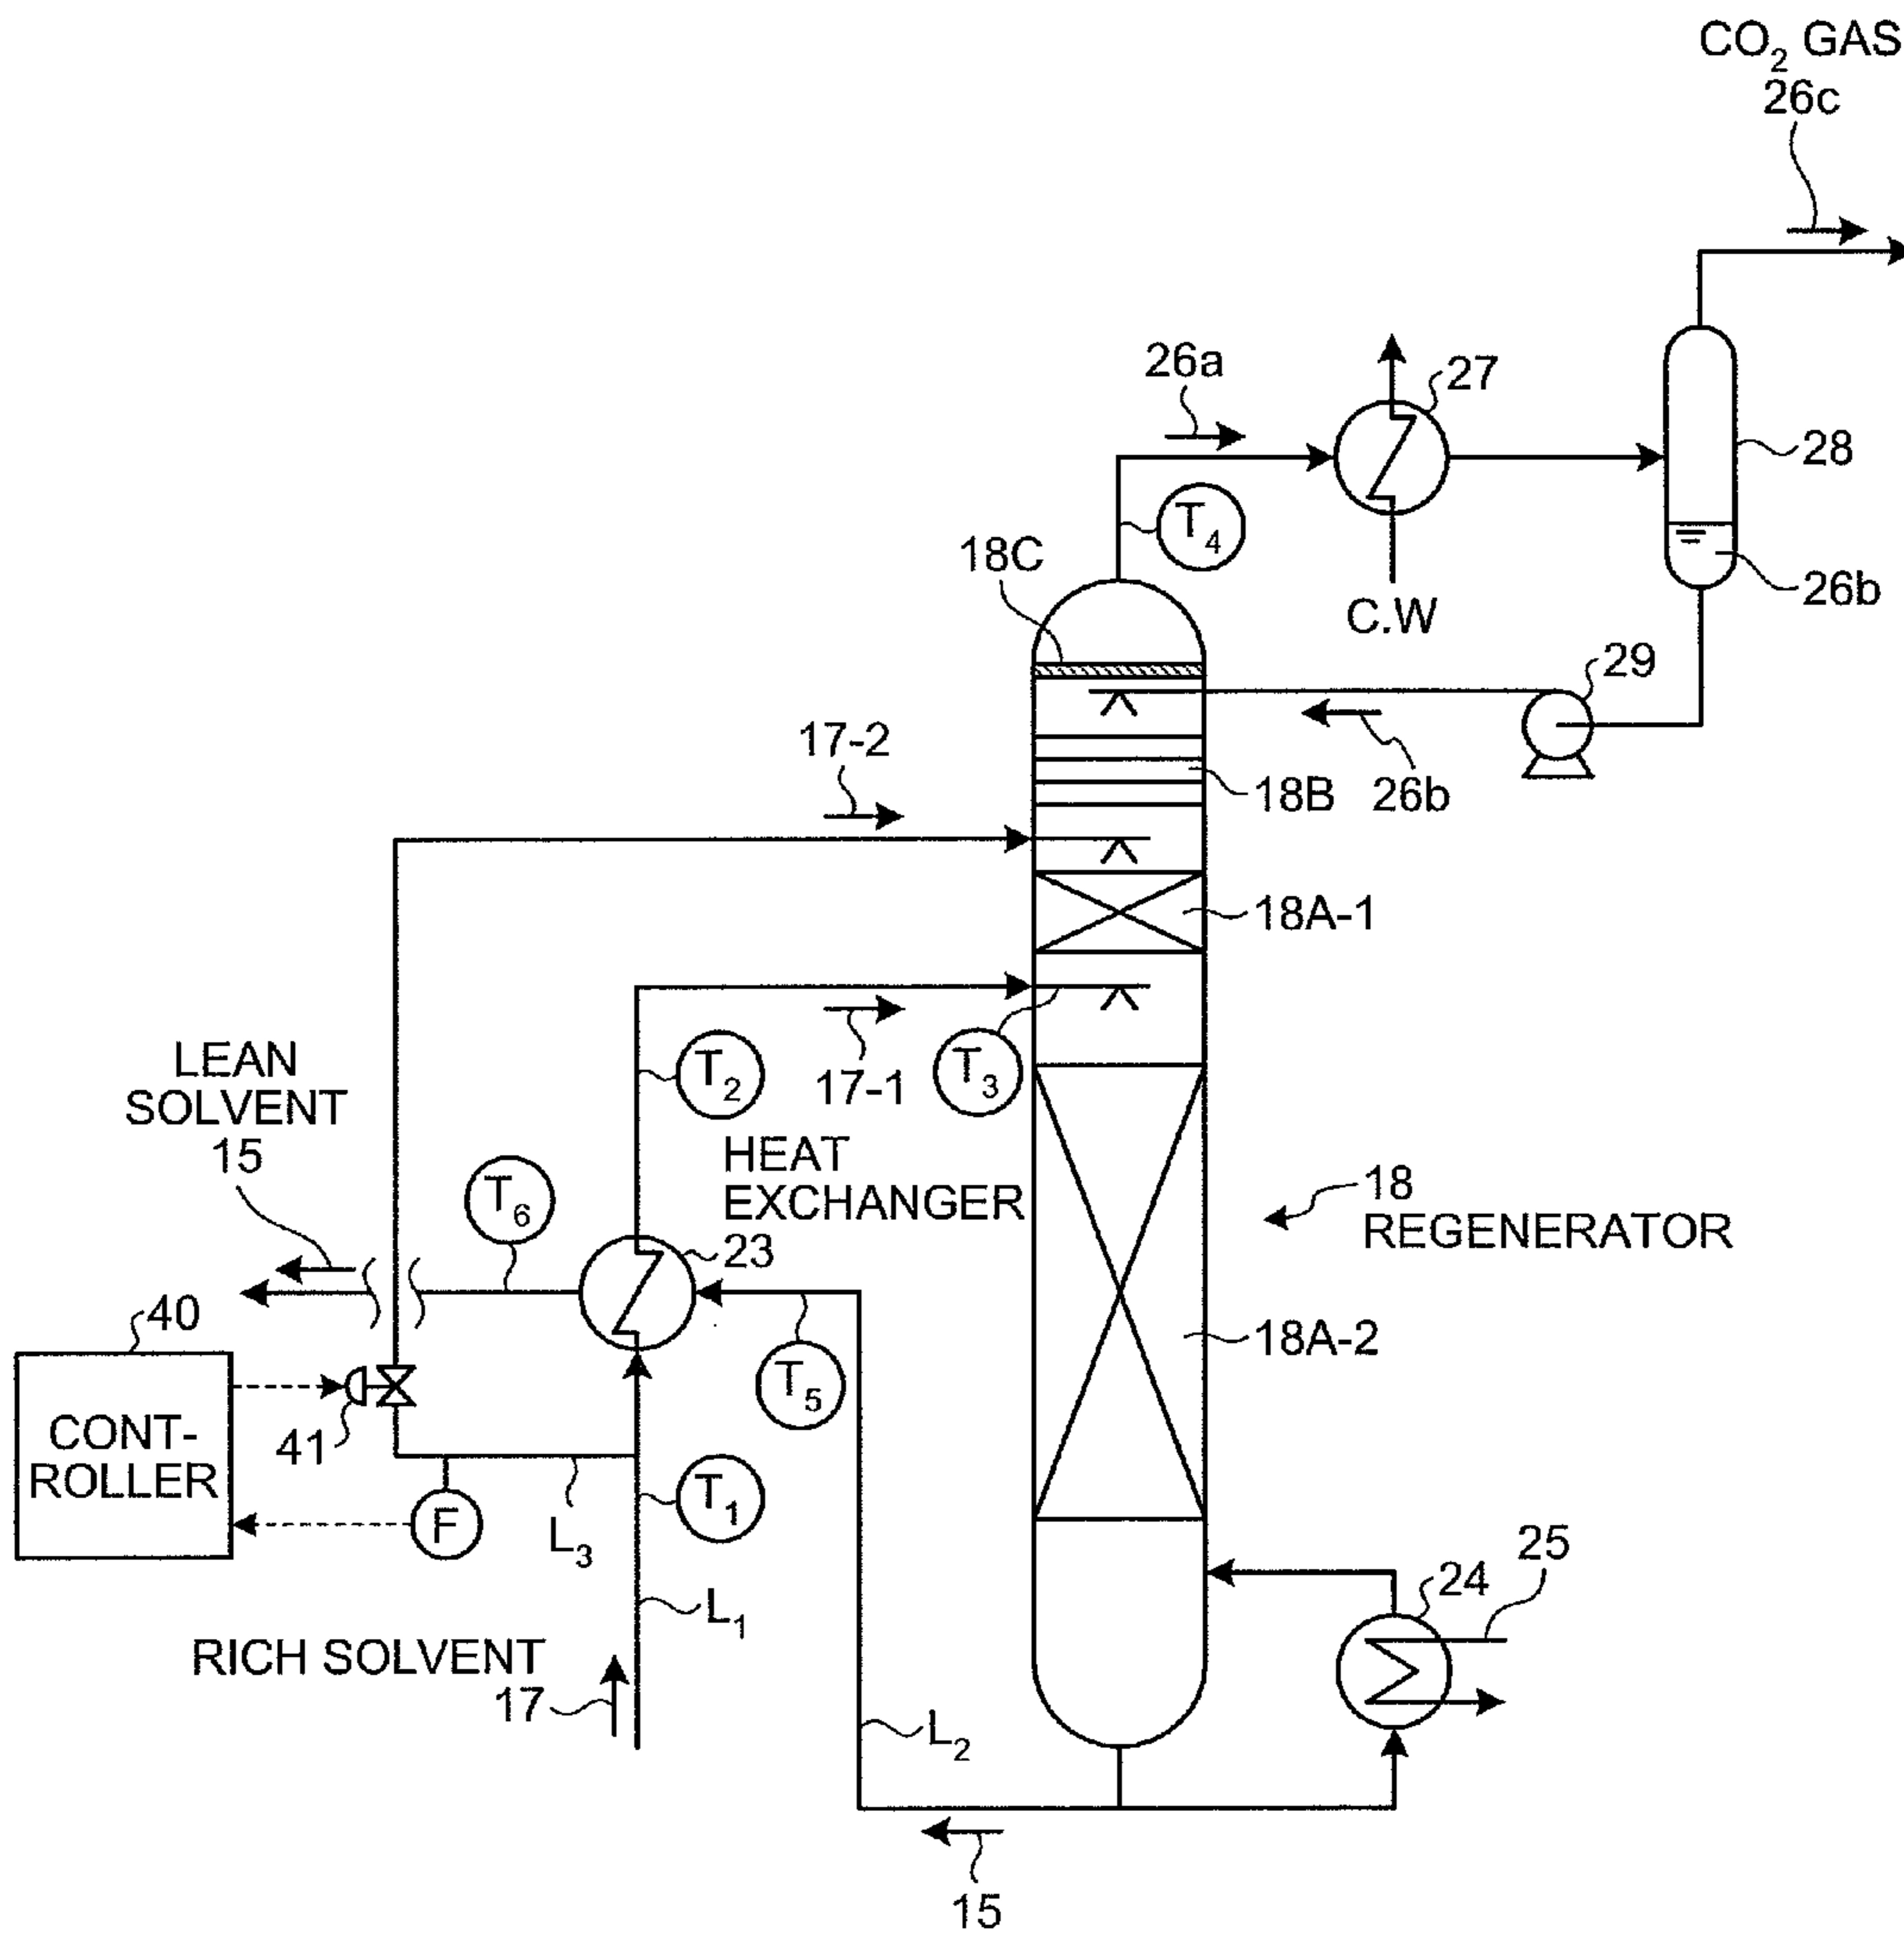 CO₂ GAS
26c
26a
27
28
T₄
18C
26b
C.W
29
17-2
18B
26b
18A-1
LEAN
SOLVENT
15
T₂
17-1
T₃
HEAT
EXCHANGER
T₆
18
REGENERATOR
23
40
18A-2
T₅
CONT-
ROLLER
41
T₁
F
L₃
25
24
L₁
RICH SOLVENT
17
L₂
15